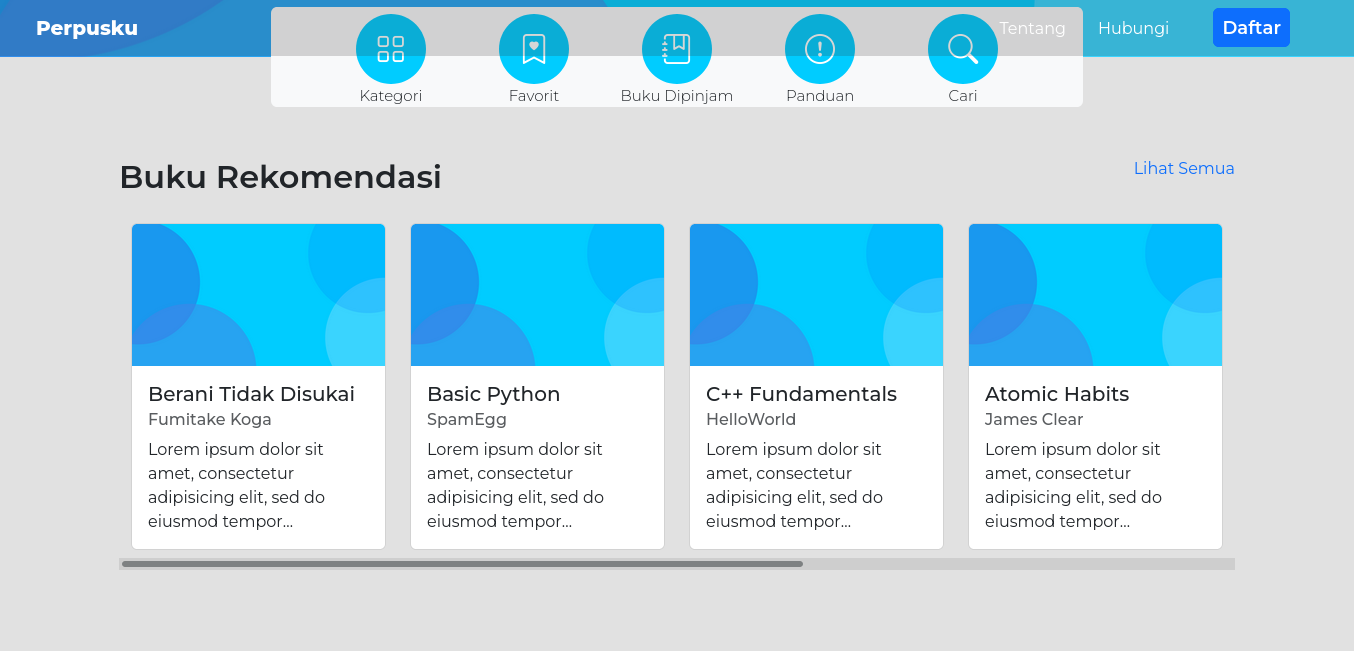 Perpusku
Tentang
Hubungi
Daftar
Kategori
Favorit
Buku Dipinjam
Panduan
Cari
Buku Rekomendasi
Lihat Semua
Berani Tidak Disukai
Fumitake Koga
Lorem ipsum dolor sit
amet, consectetur
adipisicing elit, sed do
eiusmod tempor...
Basic Python
SpamEgg
Lorem ipsum dolor sit
amet, consectetur
adipisicing elit, sed do
eiusmod tempor...
C++ Fundamentals
HelloWorld
Lorem ipsum dolor sit
amet, consectetur
adipisicing elit, sed do
eiusmod tempor...
Atomic Habits
James Clear
Lorem ipsum dolor sit
amet, consectetur
adipisicing elit, sed do
eiusmod tempor...